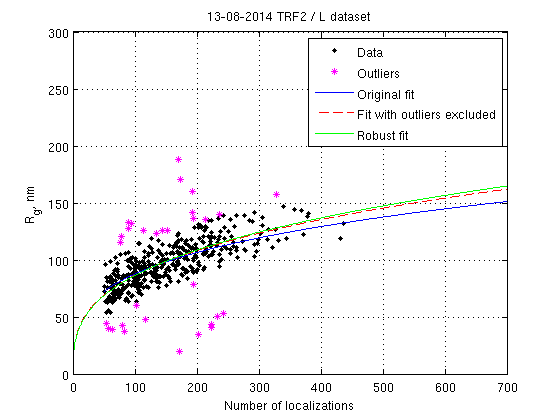 13-08-2014 TRF2 / L dataset
300
250
200
150
100
50
0
R_g, nm
Data
Outliers
Original fit
Fit with outliers excluded
Robust fit
0 100 200 300 400 500 600 700
Number of localizations